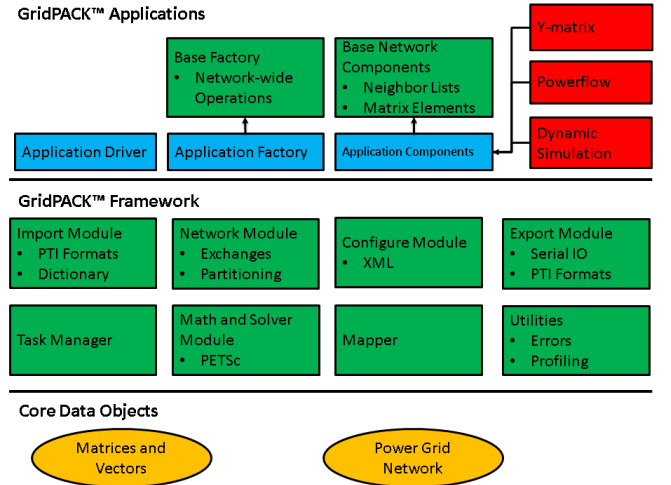 GridPACK™ Applications
Base Factory
• Network-wide
Operations
Base Network
Components
• Neighbor Lists
• Matrix Elements
Y-matrix
Powerflow
Dynamic
Simulation
Application Driver
Application Factory
Application Components
GridPACK™ Framework
Import Module
• PTI Formats
• Dictionary
Network Module
• Exchanges
• Partitioning
Configure Module
• XML
Export Module
• Serial IO
• PTI Formats
Task Manager
Math and Solver
Module
• PETSc
Mapper
Utilities
• Errors
• Profiling
Core Data Objects
Matrices and
Vectors
Power Grid
Network